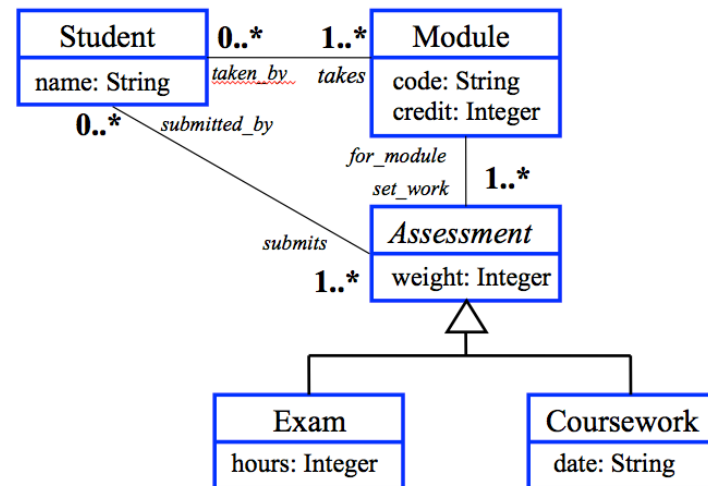 Student
0..*
1..*
Module
name: String
taken_by
takes
code: String
credit: Integer
0..*
submitted_by
for_module
set_work
1..*
Assessment
submits
weight: Integer
1..*
Exam
Coursework
hours: Integer
date: String